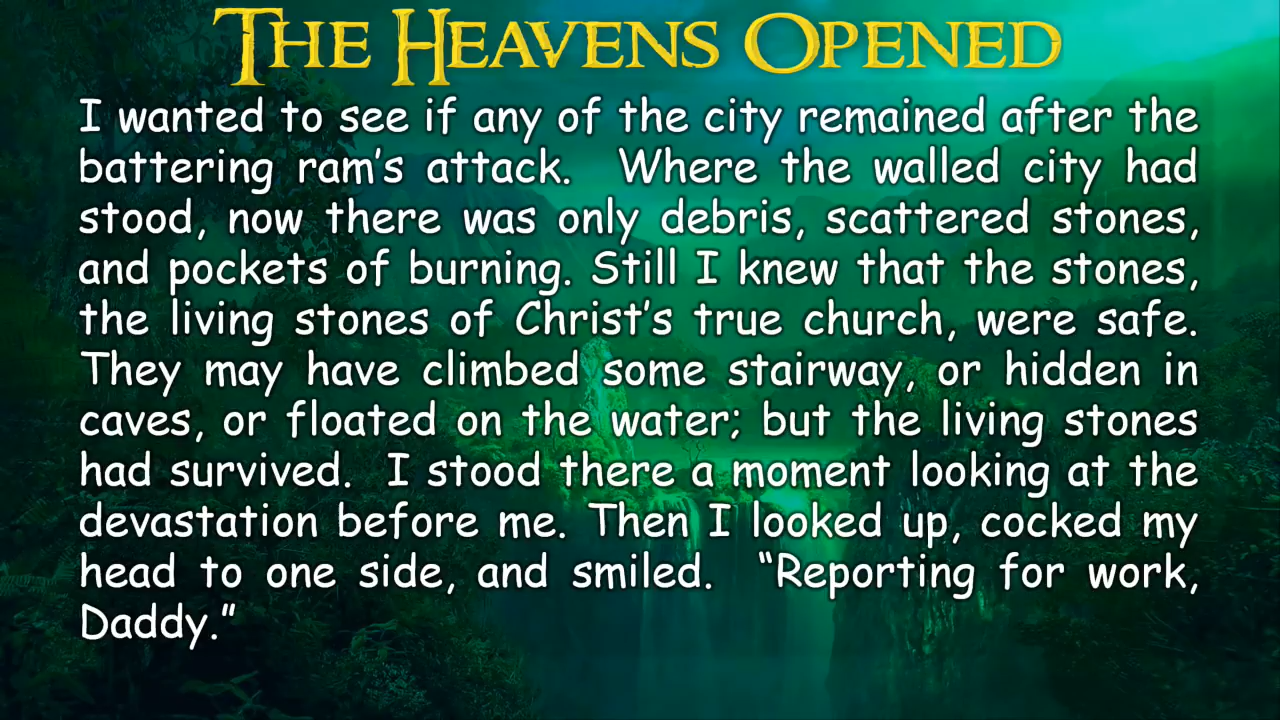 THE HEAVENS OPENED
I wanted to see if any of the city remained after the
battering ram's attack.  Where the walled city had
stood, now there was only debris, scattered stones,
and pockets of burning. Still I knew that the stones,
the living stones of Christ's true church, were safe.
They may have climbed some stairway, or hidden in
caves, or floated on the water; but the living stones
had survived.  I stood there a moment looking at the
devastation before me. Then I looked up, cocked my
head to one side, and smiled.  “Reporting for work,
Daddy.”